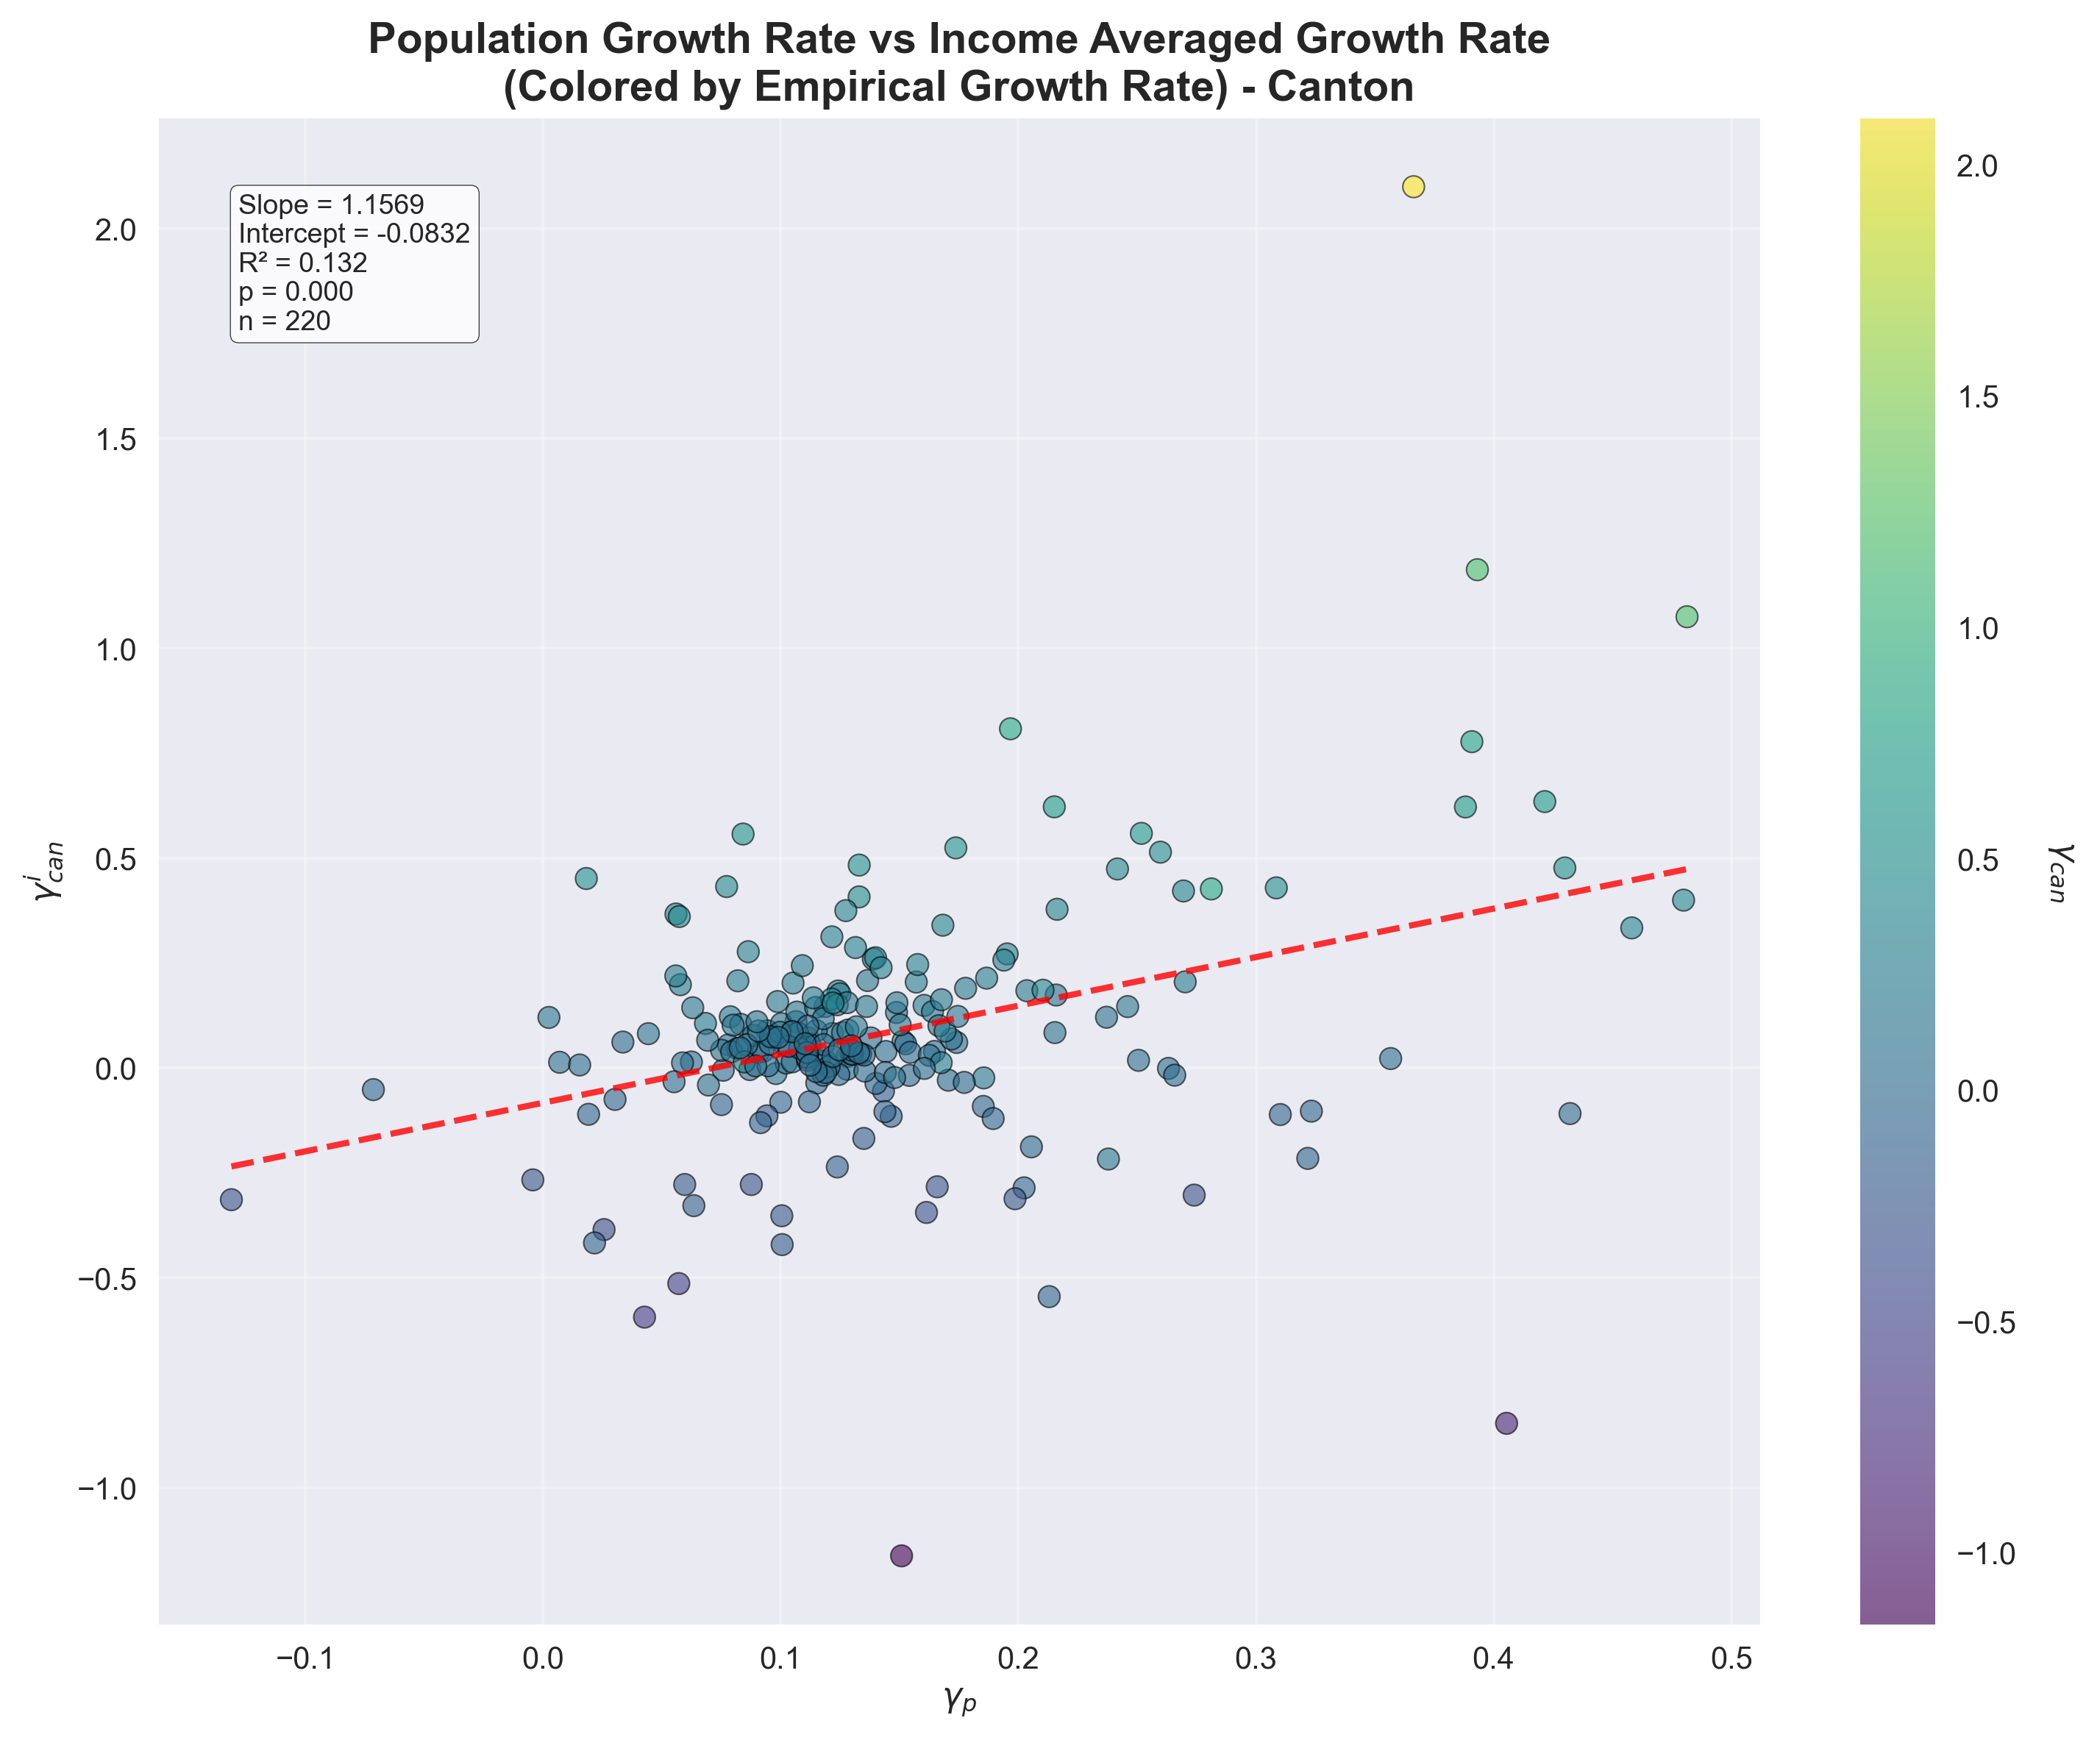 Population Growth Rate vs Income Averaged Growth Rate
(Colored by Empirical Growth Rate) - Canton
Slope = 1.1569
Intercept = -0.0832
R² = 0.132
p = 0.000
n = 220
2.0
1.5
1.0
0.5
0.0
−0.5
−1.0
γ^i_can
−0.1
0.0
0.1
0.2
0.3
0.4
0.5
γ_p
2.0
1.5
1.0
0.5
0.0
−0.5
−1.0
γ_can